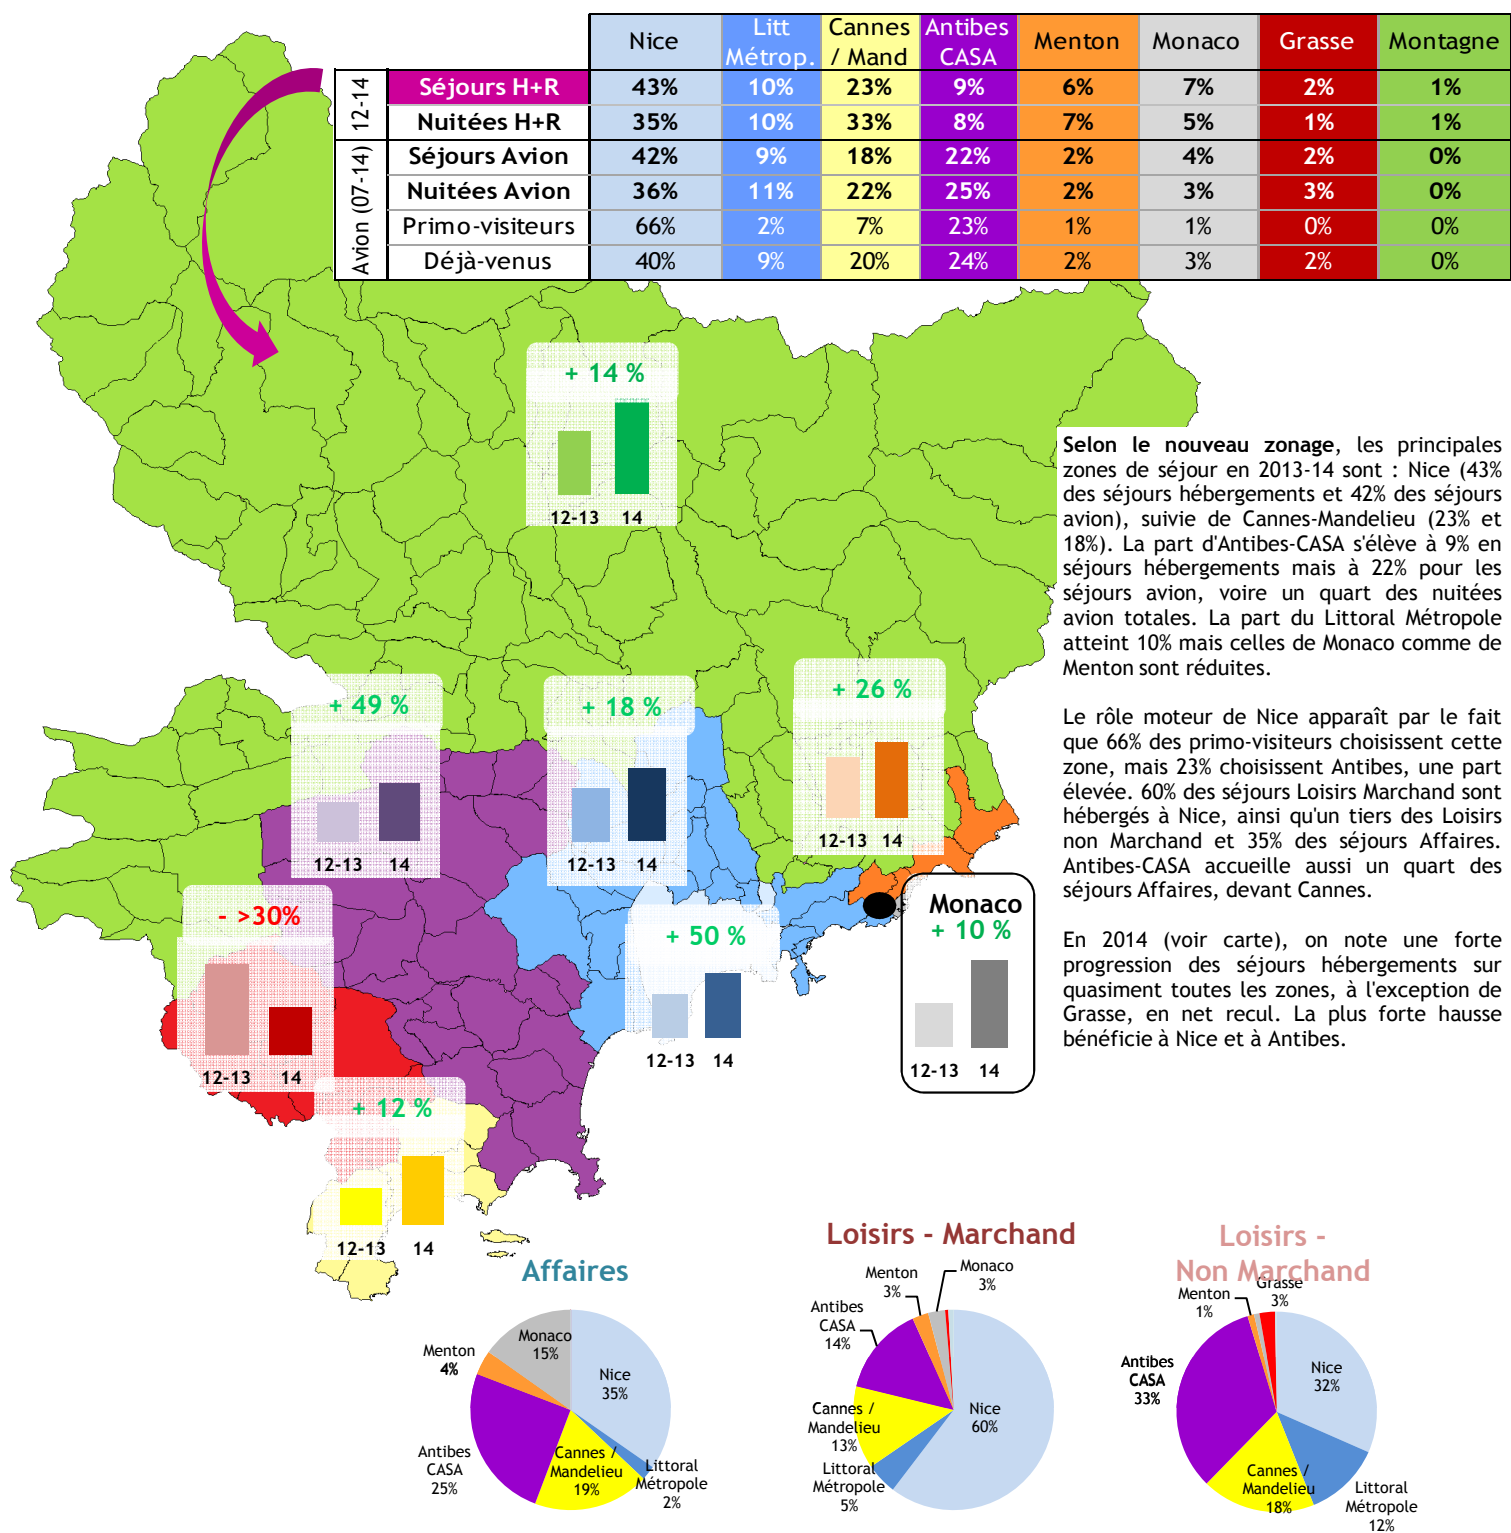 Nice Litt Métrop. Cannes / Mand Antibes CASA Menton Monaco Grasse Montagne
12-14
Séjours H+R 43% 10% 23% 9% 6% 7% 2% 1%
Nuitées H+R 35% 10% 33% 8% 7% 5% 1% 1%
Avion (07-14)
Séjours Avion 42% 9% 18% 22% 2% 4% 2% 0%
Nuitées Avion 36% 11% 22% 25% 2% 3% 3% 0%
Primo-visiteurs 66% 2% 7% 23% 1% 1% 0% 0%
Déjà-venus 40% 9% 20% 24% 2% 3% 2% 0%
+ 14 %
12-13 14
Selon le nouveau zonage, les principales
zones de séjour en 2013-14 sont : Nice (43%
des séjours hébergements et 42% des séjours
avion), suivie de Cannes-Mandelieu (23% et
18%). La part d'Antibes-CASA s'élève à 9% en
séjours hébergements mais à 22% pour les
séjours avion, voire un quart des nuitées
avion totales. La part du Littoral Métropole
atteint 10% mais celles de Monaco comme de
Menton sont réduites.
Le rôle moteur de Nice apparaît par le fait
que 66% des primo-visiteurs choisissent cette
zone, mais 23% choisissent Antibes, une part
élevée. 60% des séjours Loisirs Marchand sont
hébergés à Nice, ainsi qu'un tiers des Loisirs
non Marchand et 35% des séjours Affaires.
Antibes-CASA accueille aussi un quart des
séjours Affaires, devant Cannes.
En 2014 (voir carte), on note une forte
progression des séjours hébergements sur
quasiment toutes les zones, à l'exception de
Grasse, en net recul. La plus forte hausse
bénéficie à Nice et à Antibes.
+ 49 %
12-13 14
+ 18 %
12-13 14
+ 26 %
12-13 14
- >30%
12-13 14
+ 50 %
12-13 14
Monaco
+ 10 %
12-13 14
+ 12 %
12-13 14
Affaires
Monaco
15%
Menton
4%
Nice
35%
Antibes
CASA
25%
Cannes /
Mandelieu
19%
Littoral
Métropole
2%
Loisirs - Marchand
Menton
3%
Monaco
3%
Antibes
CASA
14%
Cannes /
Mandelieu
13%
Nice
60%
Littoral
Métropole
5%
Loisirs -
Non Marchand
Grasse
3%
Menton
1%
Antibes
CASA
33%
Nice
32%
Cannes /
Mandelieu
18%
Littoral
Métropole
12%